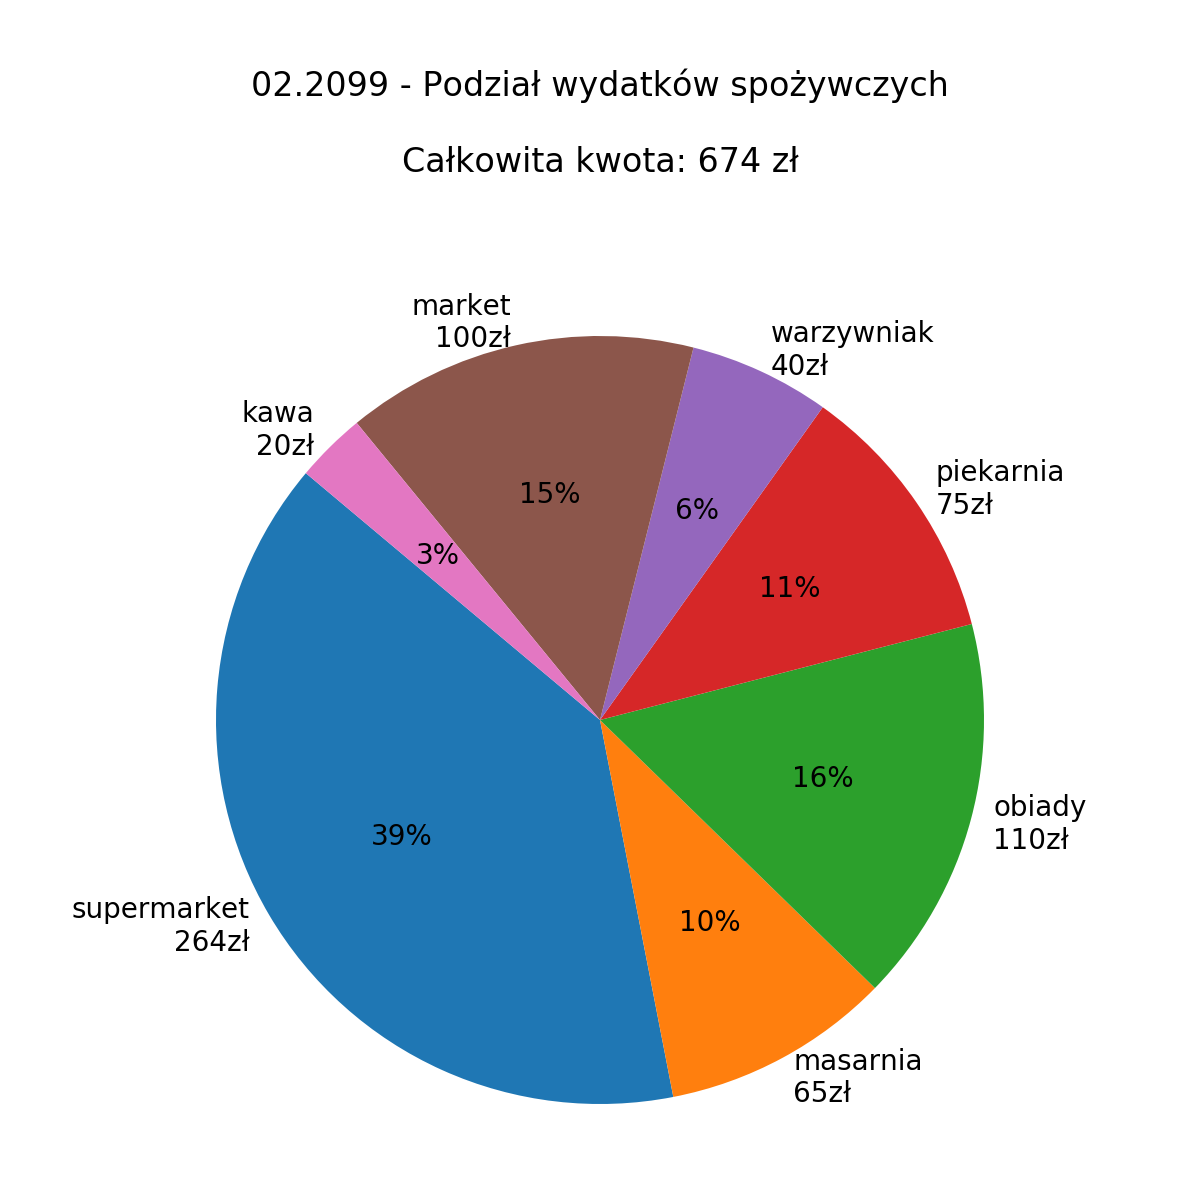 02.2099 - Podział wydatków spożywczych
Całkowita kwota: 674 zł
market
100zł
warzywniak
40zł
kawa
20zł
piekarnia
75zł
15%
6%
3%
11%
16%
obiady
110zł
39%
supermarket
264zł
10%
masarnia
65zł